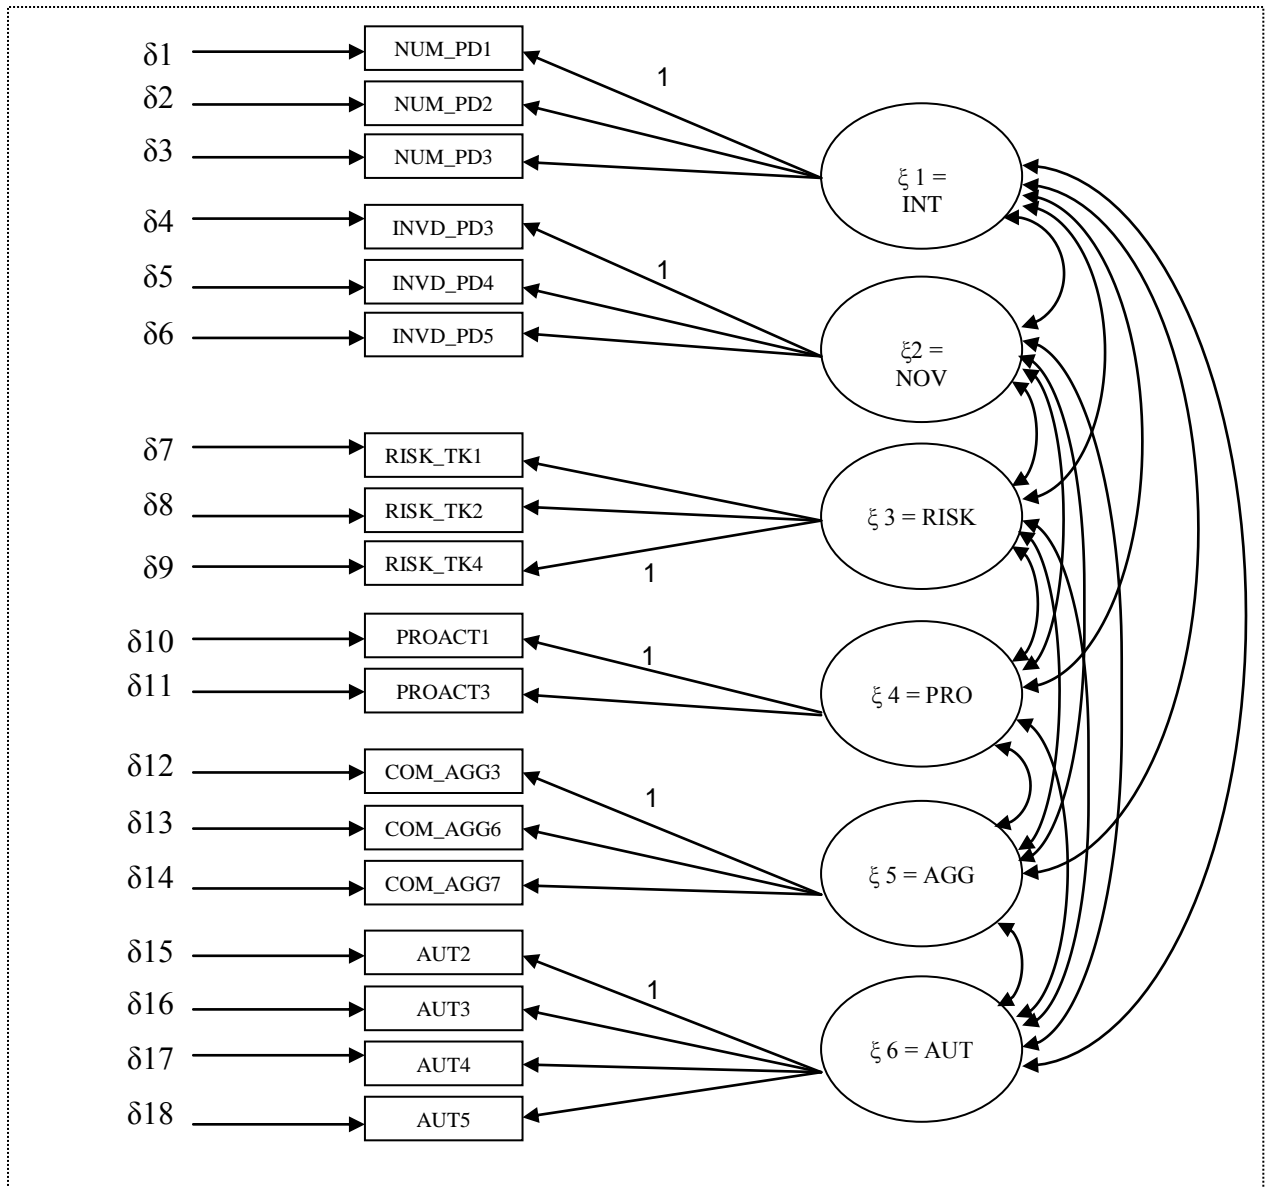 δ1
NUM_PD1
1
δ2
NUM_PD2
δ3
NUM_PD3
ξ 1 =
INT
δ4
INVD_PD3
1
δ5
INVD_PD4
δ6
INVD_PD5
ξ2 =
NOV
δ7
RISK_TK1
δ8
RISK_TK2
ξ 3 = RISK
δ9
RISK_TK4
1
δ10
PROACT1
1
δ11
PROACT3
ξ 4 = PRO
δ12
COM_AGG3
1
δ13
COM_AGG6
δ14
COM_AGG7
ξ 5 = AGG
δ15
AUT2
1
δ16
AUT3
δ17
AUT4
ξ 6 = AUT
δ18
AUT5